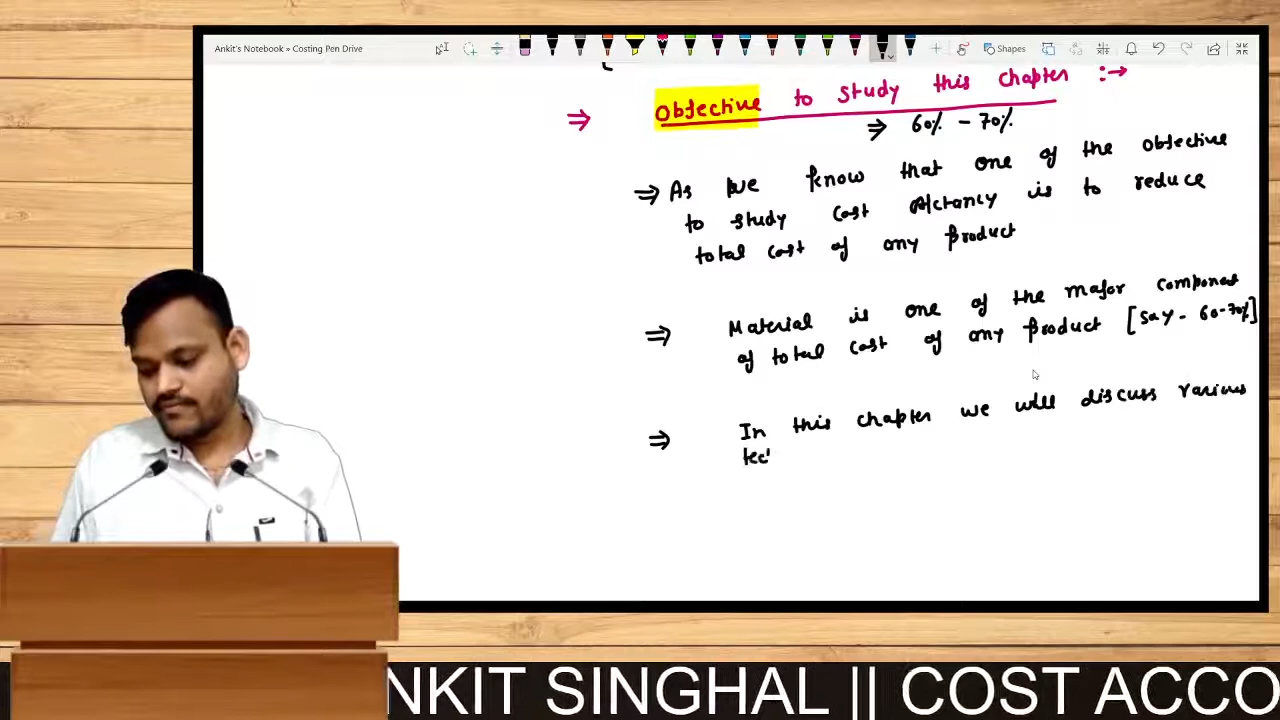 Ankit's Notebook » Costing Pen Drive
Shapes
⇒ Objective to study this chapter :→
⇒ 60% - 70%
⇒ As we know that one of the objective
to study cost A/ctancy is to reduce
total cost of any product
⇒ Material is one of the major component
of total cost of any product [say - 60-70%]
⇒ In this chapter we will discuss various
tec
NKIT SINGHAL || COST ACCO